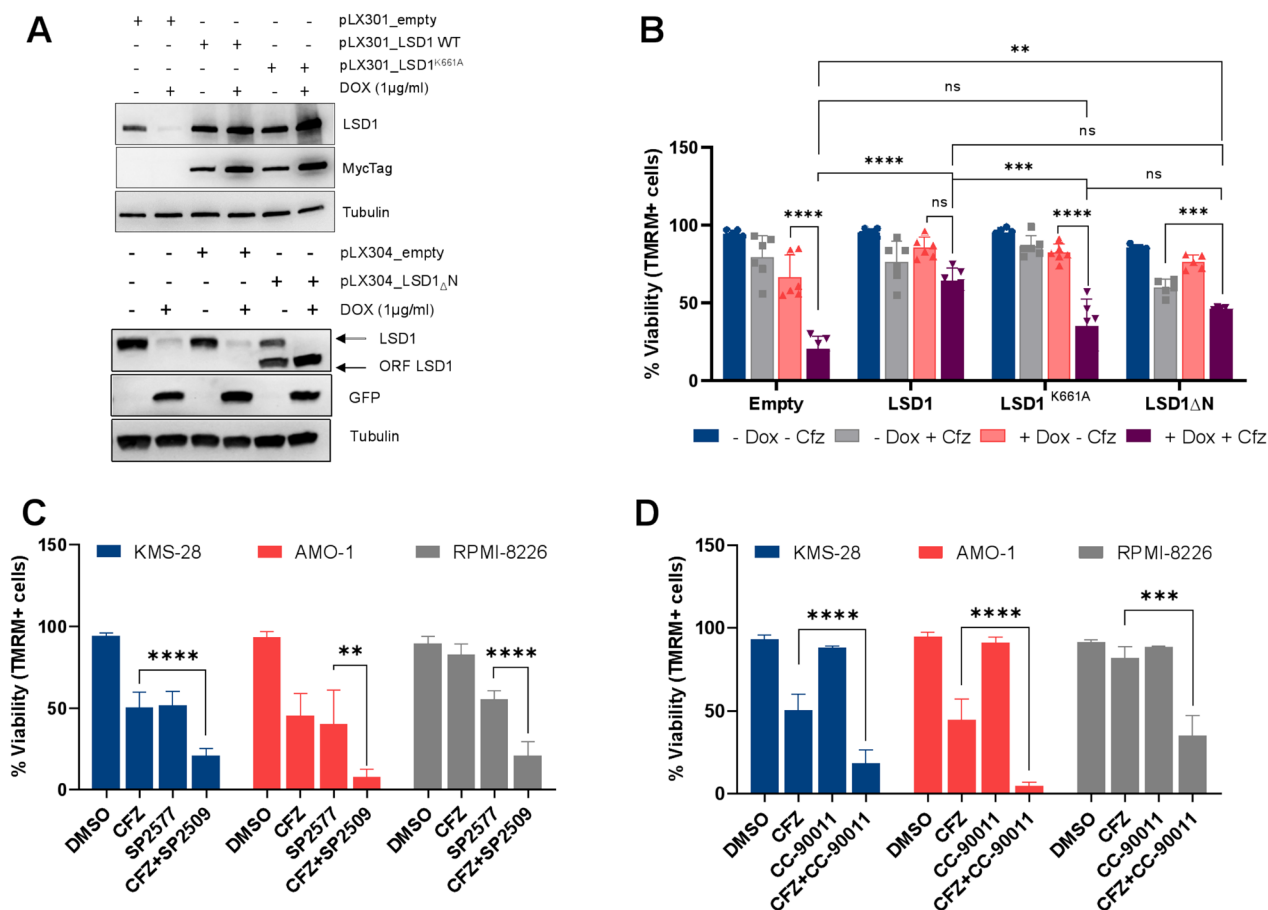 A
+ + - - - - pLX301_empty
- - + + - - pLX301_LSD1 WT
- - - - + + pLX301_LSD1K661A
- + - + - + DOX (1µg/ml)
LSD1
MycTag
Tubulin
- - + + - - pLX304_empty
- - - - + + pLX304_LSD1△N
- + - + - + DOX (1µg/ml)
LSD1
ORF LSD1
GFP
Tubulin
B
% Viability (TMRM+ cells)
150
100
50
0
**
ns
ns
**** *** ns
**** ns **** ***
Empty LSD1 LSD1K661A LSD1△N
- Dox - Cfz - Dox + Cfz + Dox - Cfz + Dox + Cfz
C
% Viability (TMRM+ cells)
150
100
50
0
KMS-28 AMO-1 RPMI-8226
**** ** ****
DMSO CFZ SP2577 CFZ+SP2509 DMSO CFZ SP2577 CFZ+SP2509 DMSO CFZ SP2577 CFZ+SP2509
D
% Viability (TMRM+ cells)
150
100
50
0
KMS-28 AMO-1 RPMI-8226
**** **** ***
DMSO CFZ CC-90011 CFZ+CC-90011 DMSO CFZ CC-90011 CFZ+CC-90011 DMSO CFZ CC-90011 CFZ+CC-90011